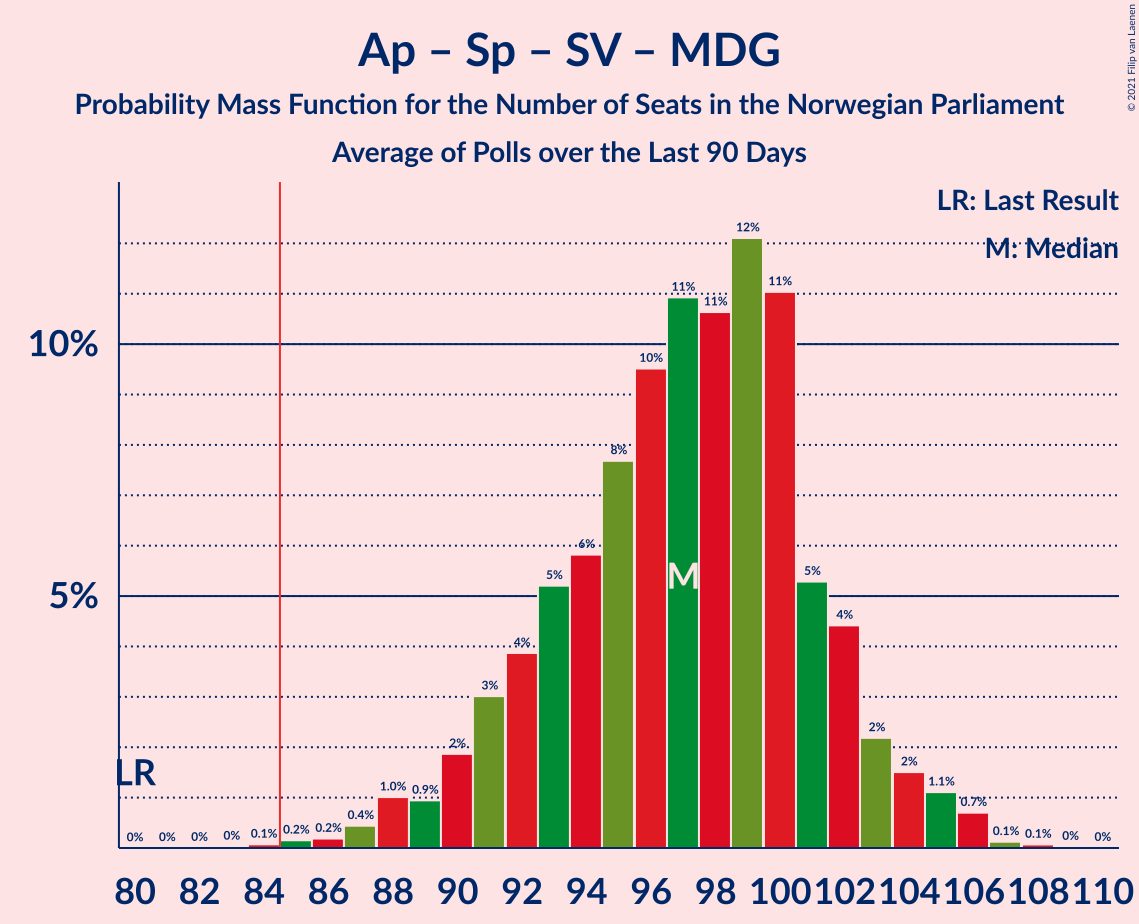 Ap – Sp – SV – MDG
Probability Mass Function for the Number of Seats in the Norwegian Parliament
Average of Polls over the Last 90 Days
© 2021 Filip van Laenen
LR: Last Result
M: Median
10%
5%
LR
M
0% 0% 0% 0% 0.1% 0.2% 0.2% 0.4% 1.0% 0.9% 2% 3% 4% 5% 6% 8% 10% 11% 11% 12% 11% 5% 4% 2% 2% 1.1% 0.7% 0.1% 0.1% 0% 0%
80 82 84 86 88 90 92 94 96 98 100 102 104 106 108 110